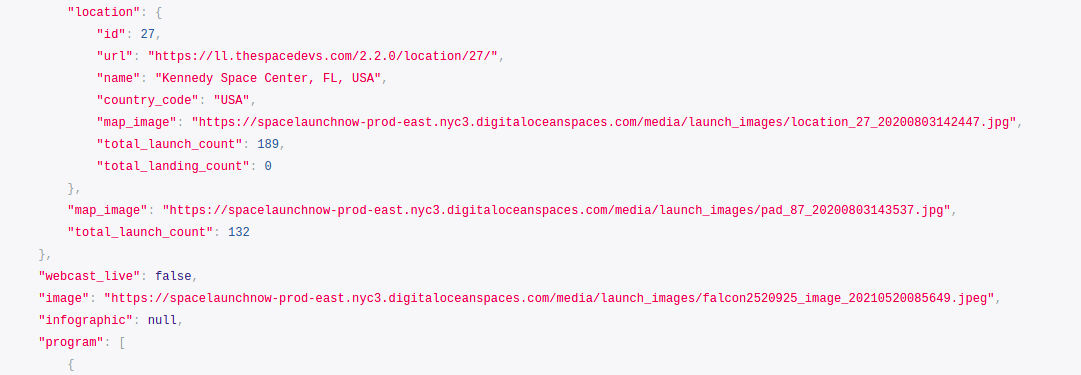 "location": {
"id": 27,
"url": "https://ll.thespacedevs.com/2.2.0/location/27/",
"name": "Kennedy Space Center, FL, USA",
"country_code": "USA",
"map_image": "https://spacelaunchnow-prod-east.nyc3.digitaloceanspaces.com/media/launch_images/location_27_20200803142447.jpg",
"total_launch_count": 189,
"total_landing_count": 0
},
"map_image": "https://spacelaunchnow-prod-east.nyc3.digitaloceanspaces.com/media/launch_images/pad_87_20200803143537.jpg",
"total_launch_count": 132
},
"webcast_live": false,
"image": "https://spacelaunchnow-prod-east.nyc3.digitaloceanspaces.com/media/launch_images/falcon2520925_image_20210520085649.jpeg",
"infographic": null,
"program": [
{